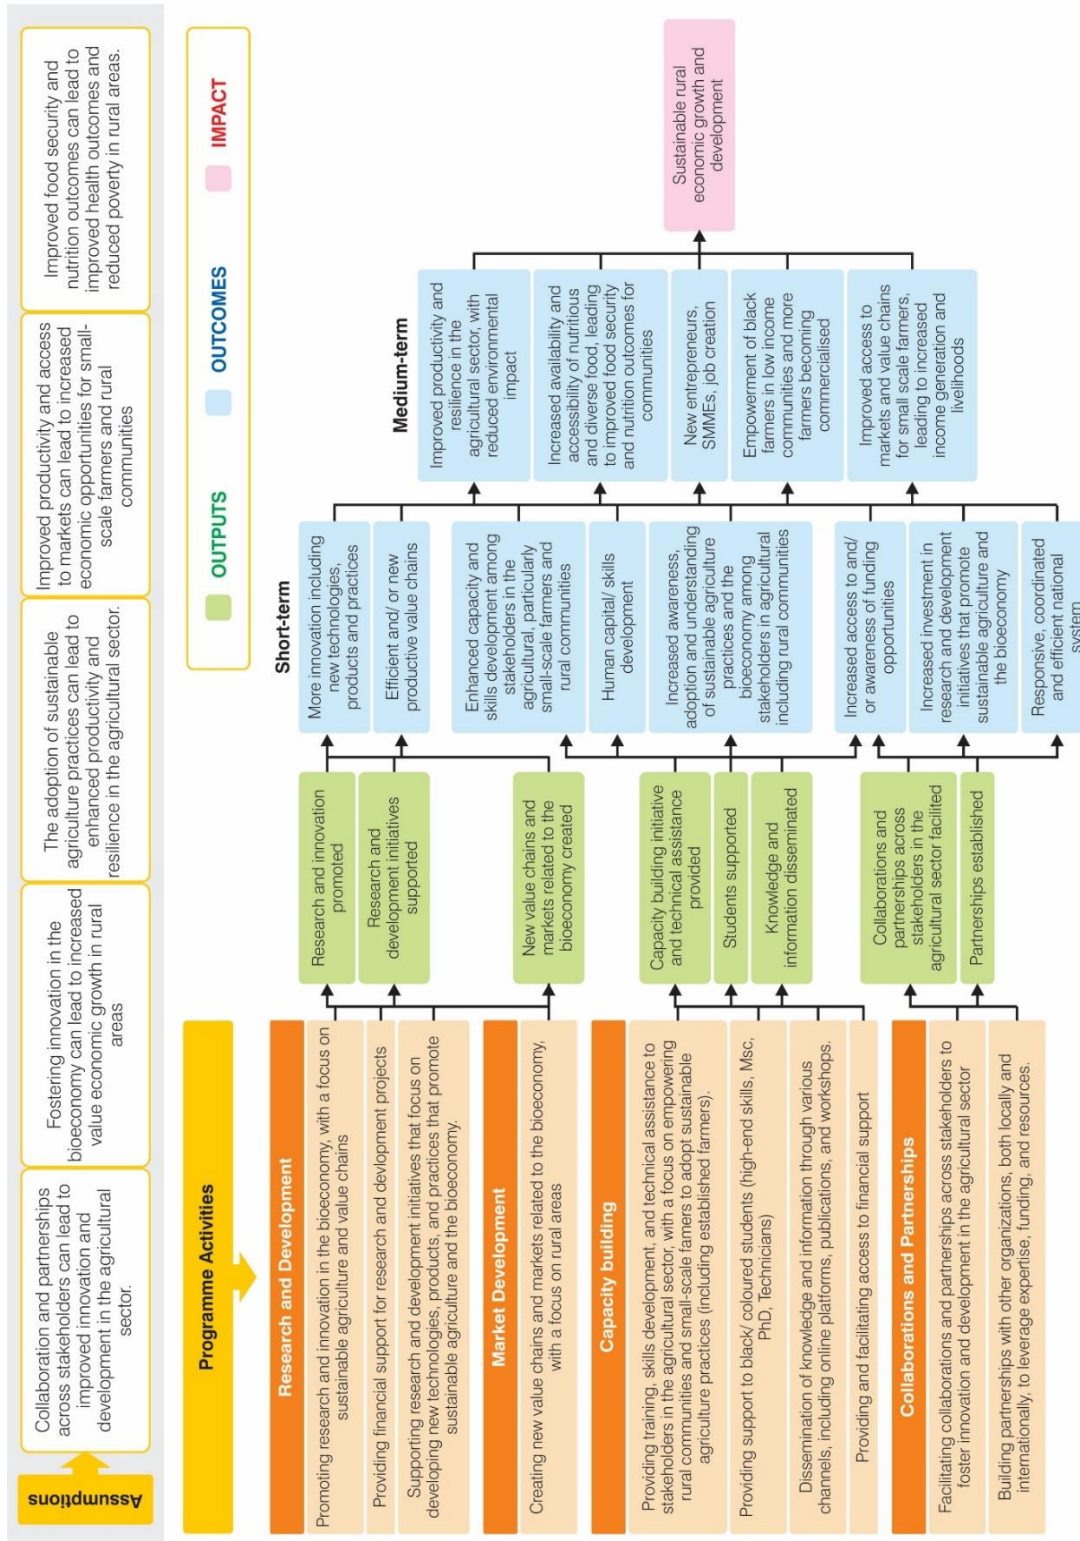 Assumptions
Collaboration and partnerships
across stakeholders can lead to
improved innovation and
development in the agricultural
sector.
Fostering innovation in the
bioeconomy can lead to increased
value economic growth in rural
areas
The adoption of sustainable
agriculture practices can lead to
enhanced productivity and
resilience in the agricultural sector.
Improved productivity and access
to markets can lead to increased
economic opportunities for small-
scale farmers and rural
communities
Improved food security and
nutrition outcomes can lead to
improved health outcomes and
reduced poverty in rural areas.
Programme Activities
OUTPUTS
OUTCOMES
IMPACT
Short-term
Medium-term
Research and Development
Promoting research and innovation in the bioeconomy, with a focus on
sustainable agriculture and value chains
Providing financial support for research and devlopment projects
Supporting research and development initiatives that focus on
developing new technologies, products, and practices that promote
sustainable agriculture and the bioeconomy.
Market Development
Creating new value chains and markets related to the bioeconomy,
with a focus on rural areas
Capacity building
Providing training, skills development, and technical assistance to
stakeholders in the agricultural sector, with a focus on empowering
rural communities and small-scale farmers to adopt sustainable
agriculture practices (including established farmers).
Providing support to black/ coloured students (high-end skills, Msc,
PhD, Technicians)
Dissemination of knowledge and information through various
channels, including online platforms, publications, and workshops.
Providing and facilitating access to financial support
Collaborations and Partnerships
Facilitating collaborations and partnerships across stakeholders to
foster innovation and development in the agricultural sector
Building partnerships with other organizations, both locally and
internationally, to leverage expertise, funding, and resources.
Research and innovation
promoted
Research and
development initiatives
supported
New value chains and
markets related to the
bioeconomy created
Capacity building initiative
and technical assistance
provided
Students supported
Knowledge and
information disseminated
Collaborations and
partnerships across
stakeholders in the
agricultural sector facilited
Partnerships established
More innovation including
new technologies,
products and practices
Efficient and/ or new
productive value chains
Enhanced capacity and
skills development among
stakeholders in the
agricultural, particularly
small-scale farmers and
rural communities
Human capital/ skills
development
Increased awareness,
adoption and understanding
of sustainable agriculture
practices and the
bioeconomy among
stakeholders in agricultural
including rural communities
Increased access to and/
or awareness of funding
opportunities
Increased investment in
research and development
initiatives that promote
sustainable agriculture and
the bioeconomy
Responsive, coordinated
and efficient national
system
Improved productivity and
resilience in the
agricultural sector, with
reduced environmental
impact
Increased availability and
accessibility of nutritious
and diverse food, leading
to improved food security
and nutrition outcomes for
communities
New entrepreneurs,
SMMEs, job creation
Empowerment of black
farmers in low income
communities and more
farmers becoming
commercialised
Improved access to
markets and value chains
for small scale farmers,
leading to increased
income generation and
livelihoods
Sustainable rural
economic growth and
development